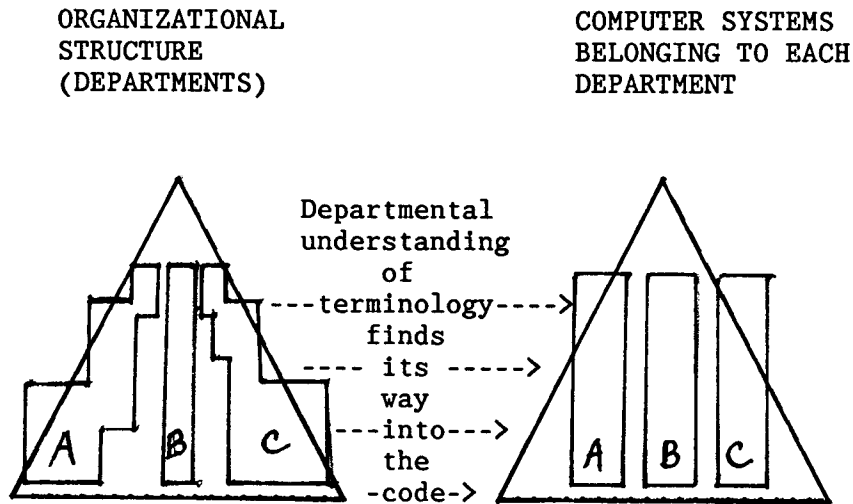 ORGANIZATIONAL
STRUCTURE
(DEPARTMENTS)
COMPUTER SYSTEMS
BELONGING TO EACH
DEPARTMENT
Departmental
understanding
of
---terminology---->
finds
---- its ----->
way
---into--->
the
-code->
A B C
A B C